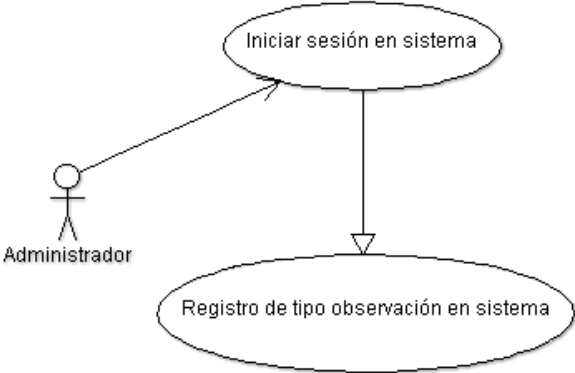 Iniciar sesión en sistema
Administrador
Registro de tipo observación en sistema